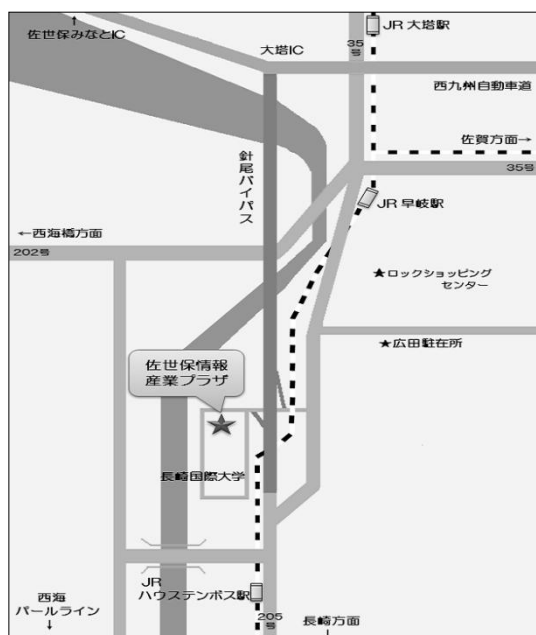 ↑
佐世保みなとIC
大塔IC
35
号
JR 大塔駅
西九州自動車道
佐賀方面→
35号
針尾バイパス
JR 早岐駅
←西海橋方面
202号
★ロックショッピング
センター
★広田駐在所
佐世保情報
産業プラザ
長崎国際大学
JR
ハウステンボス駅
西海
パールライン
↓
205
号
長崎方面
↓